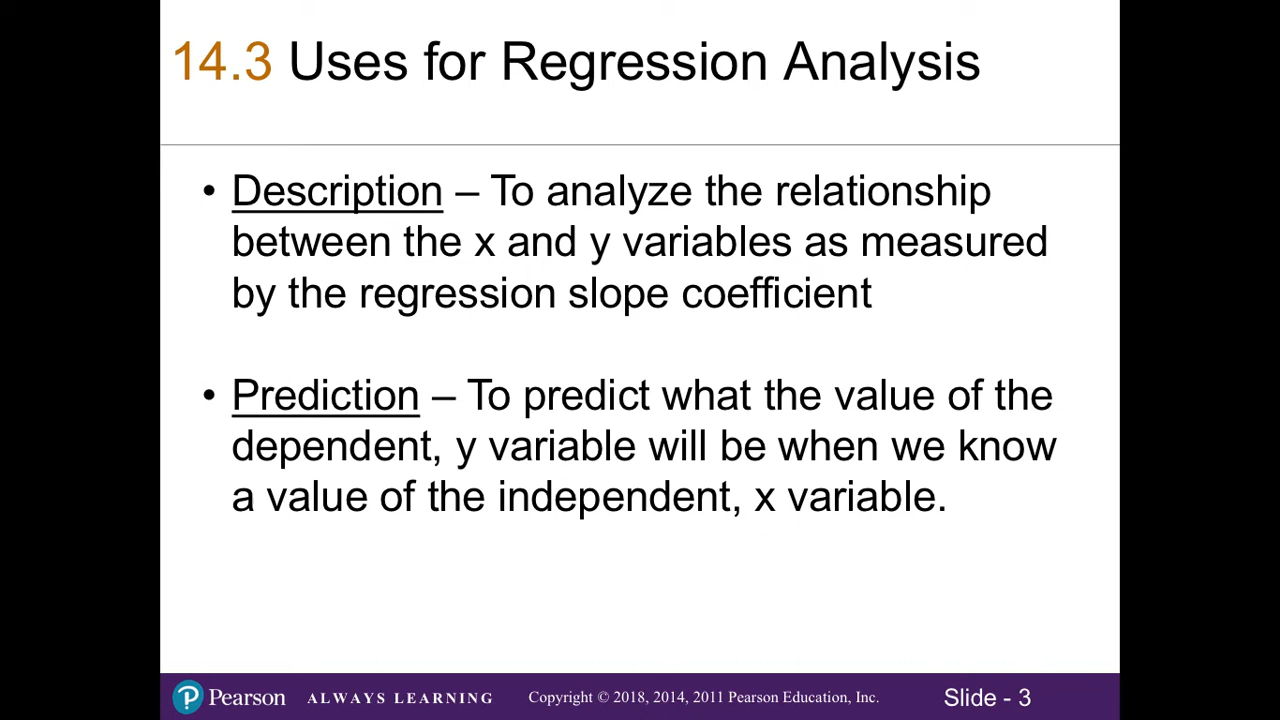 14.3 Uses for Regression Analysis
• Description – To analyze the relationship
between the x and y variables as measured
by the regression slope coefficient
• Prediction – To predict what the value of the
dependent, y variable will be when we know
a value of the independent, x variable.
Pearson ALWAYS LEARNING Copyright © 2018, 2014, 2011 Pearson Education, Inc. Slide - 3